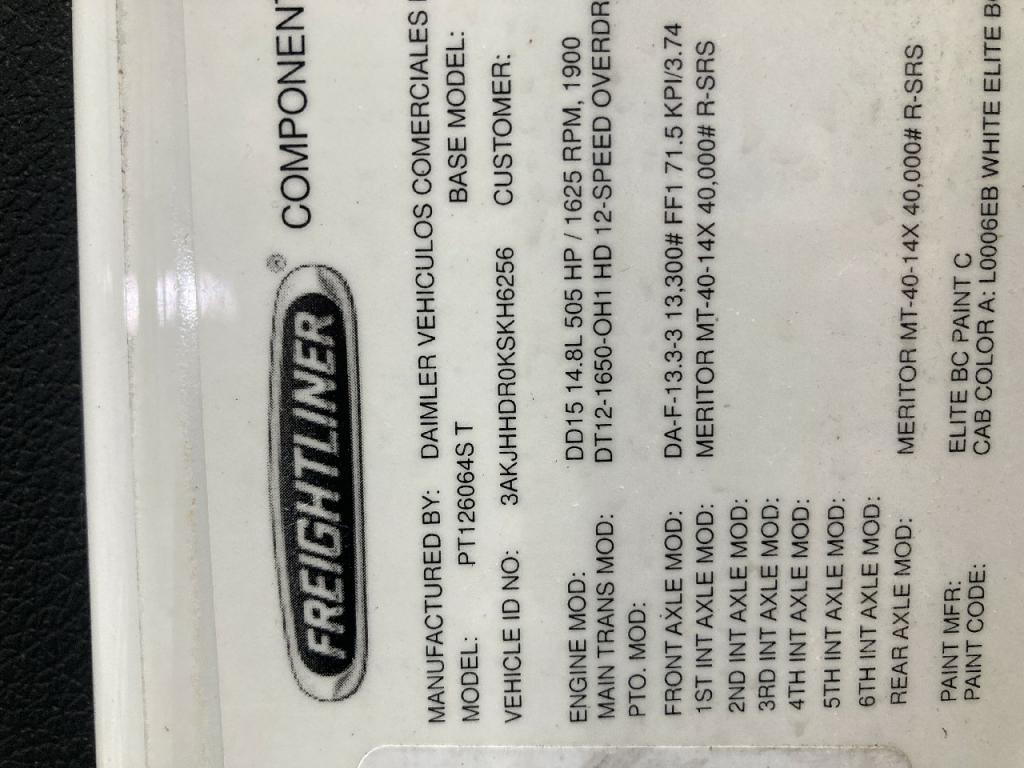 FREIGHTLINER ® COMPONENT
MANUFACTURED BY: DAIMLER VEHICULOS COMERCIALES
MODEL: PT126064S T BASE MODEL:
VEHICLE ID NO: 3AKJHHDR0KSKH6256 CUSTOMER:
ENGINE MOD: DD15 14.8L 505 HP / 1625 RPM, 1900
MAIN TRANS MOD: DT12-1650-OH1 HD 12-SPEED OVERDR
PTO. MOD:
FRONT AXLE MOD: DA-F-13.3-3 13,300# FF1 71.5 KPI/3.74
1ST INT AXLE MOD: MERITOR MT-40-14X 40,000# R-SRS
2ND INT AXLE MOD:
3RD INT AXLE MOD:
4TH INT AXLE MOD:
5TH INT AXLE MOD:
6TH INT AXLE MOD:
REAR AXLE MOD: MERITOR MT-40-14X 40,000# R-SRS
PAINT MFR: ELITE BC PAINT C
PAINT CODE: CAB COLOR A: L0006EB WHITE ELITE BC